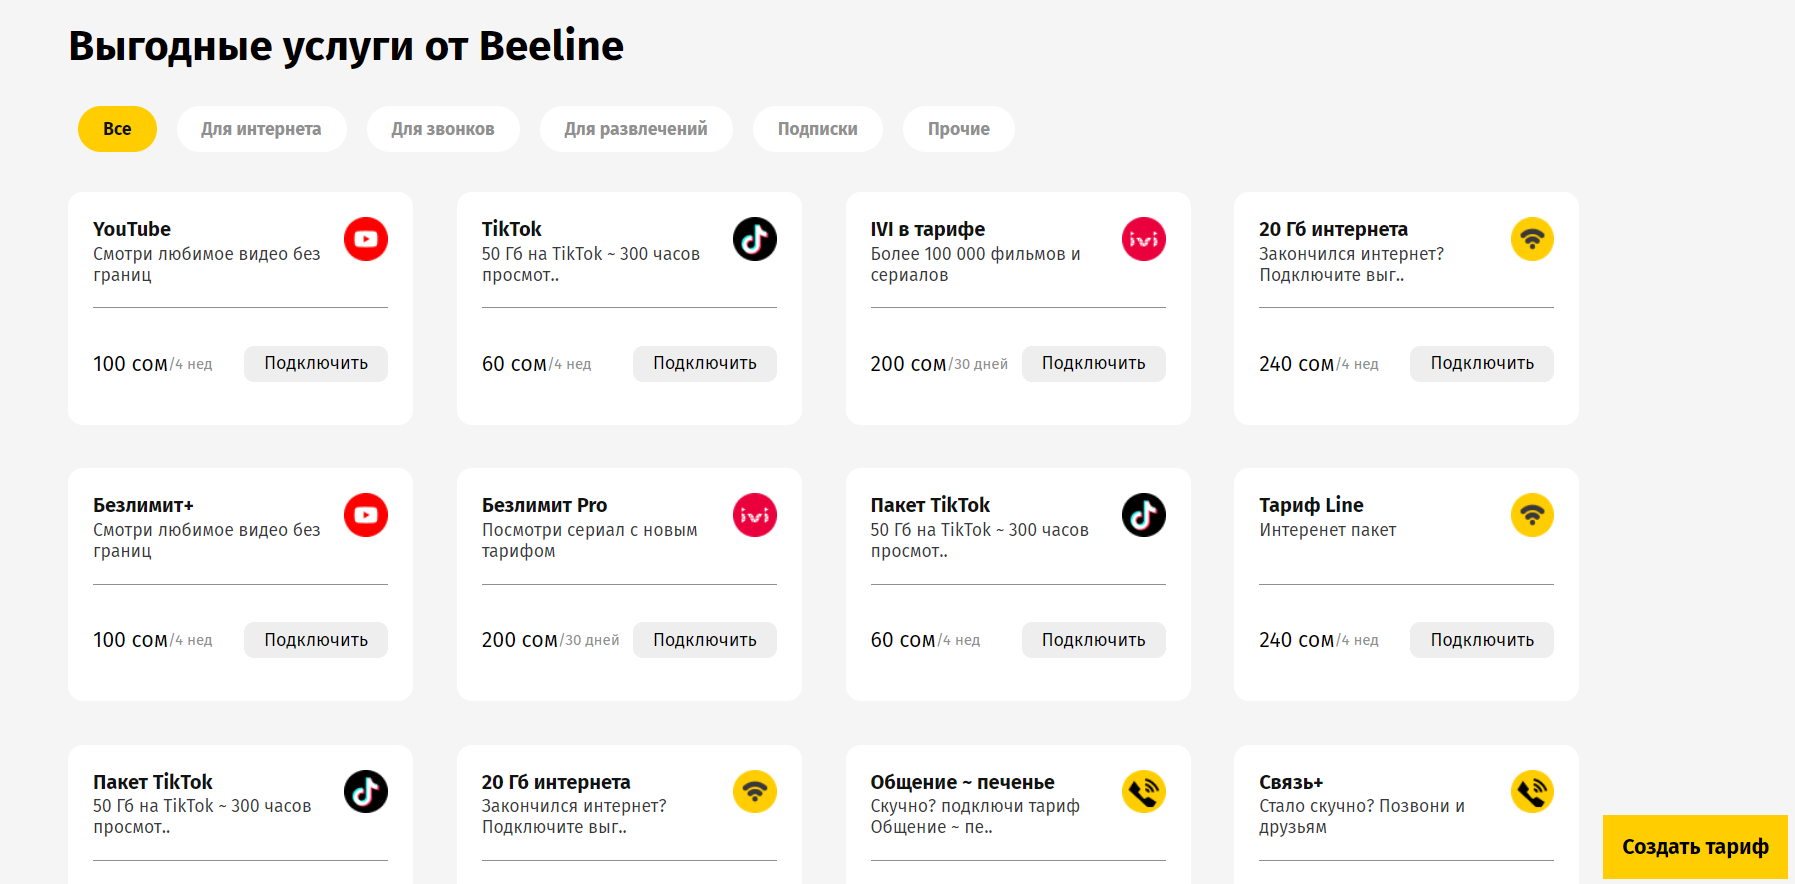 Выгодные услуги от Beeline
Все
Для интернета
Для звонков
Для развлечений
Подписки
Прочие
YouTube
Смотри любимое видео без
границ
100 сом/4 нед
Подключить
TikTok
50 Гб на TikTok ~ 300 часов
просмот..
60 сом/4 нед
Подключить
IVI в тарифе
Более 100 000 фильмов и
сериалов
ivi
200 сом/30 дней
Подключить
20 Гб интернета
Закончился интернет?
Подключите выг..
240 сом/4 нед
Подключить
Безлимит+
Смотри любимое видео без
границ
100 сом/4 нед
Подключить
Безлимит Pro
Посмотри сериал с новым
тарифом
ivi
200 сом/30 дней
Подключить
Пакет TikTok
50 Гб на TikTok ~ 300 часов
просмот..
60 сом/4 нед
Подключить
Тариф Line
Интеренет пакет
240 сом/4 нед
Подключить
Пакет TikTok
50 Гб на TikTok ~ 300 часов
просмот..
20 Гб интернета
Закончился интернет?
Подключите выг..
Общение ~ печенье
Скучно? подключи тариф
Общение ~ пе..
Связь+
Стало скучно? Позвони и
друзьям
Создать тариф